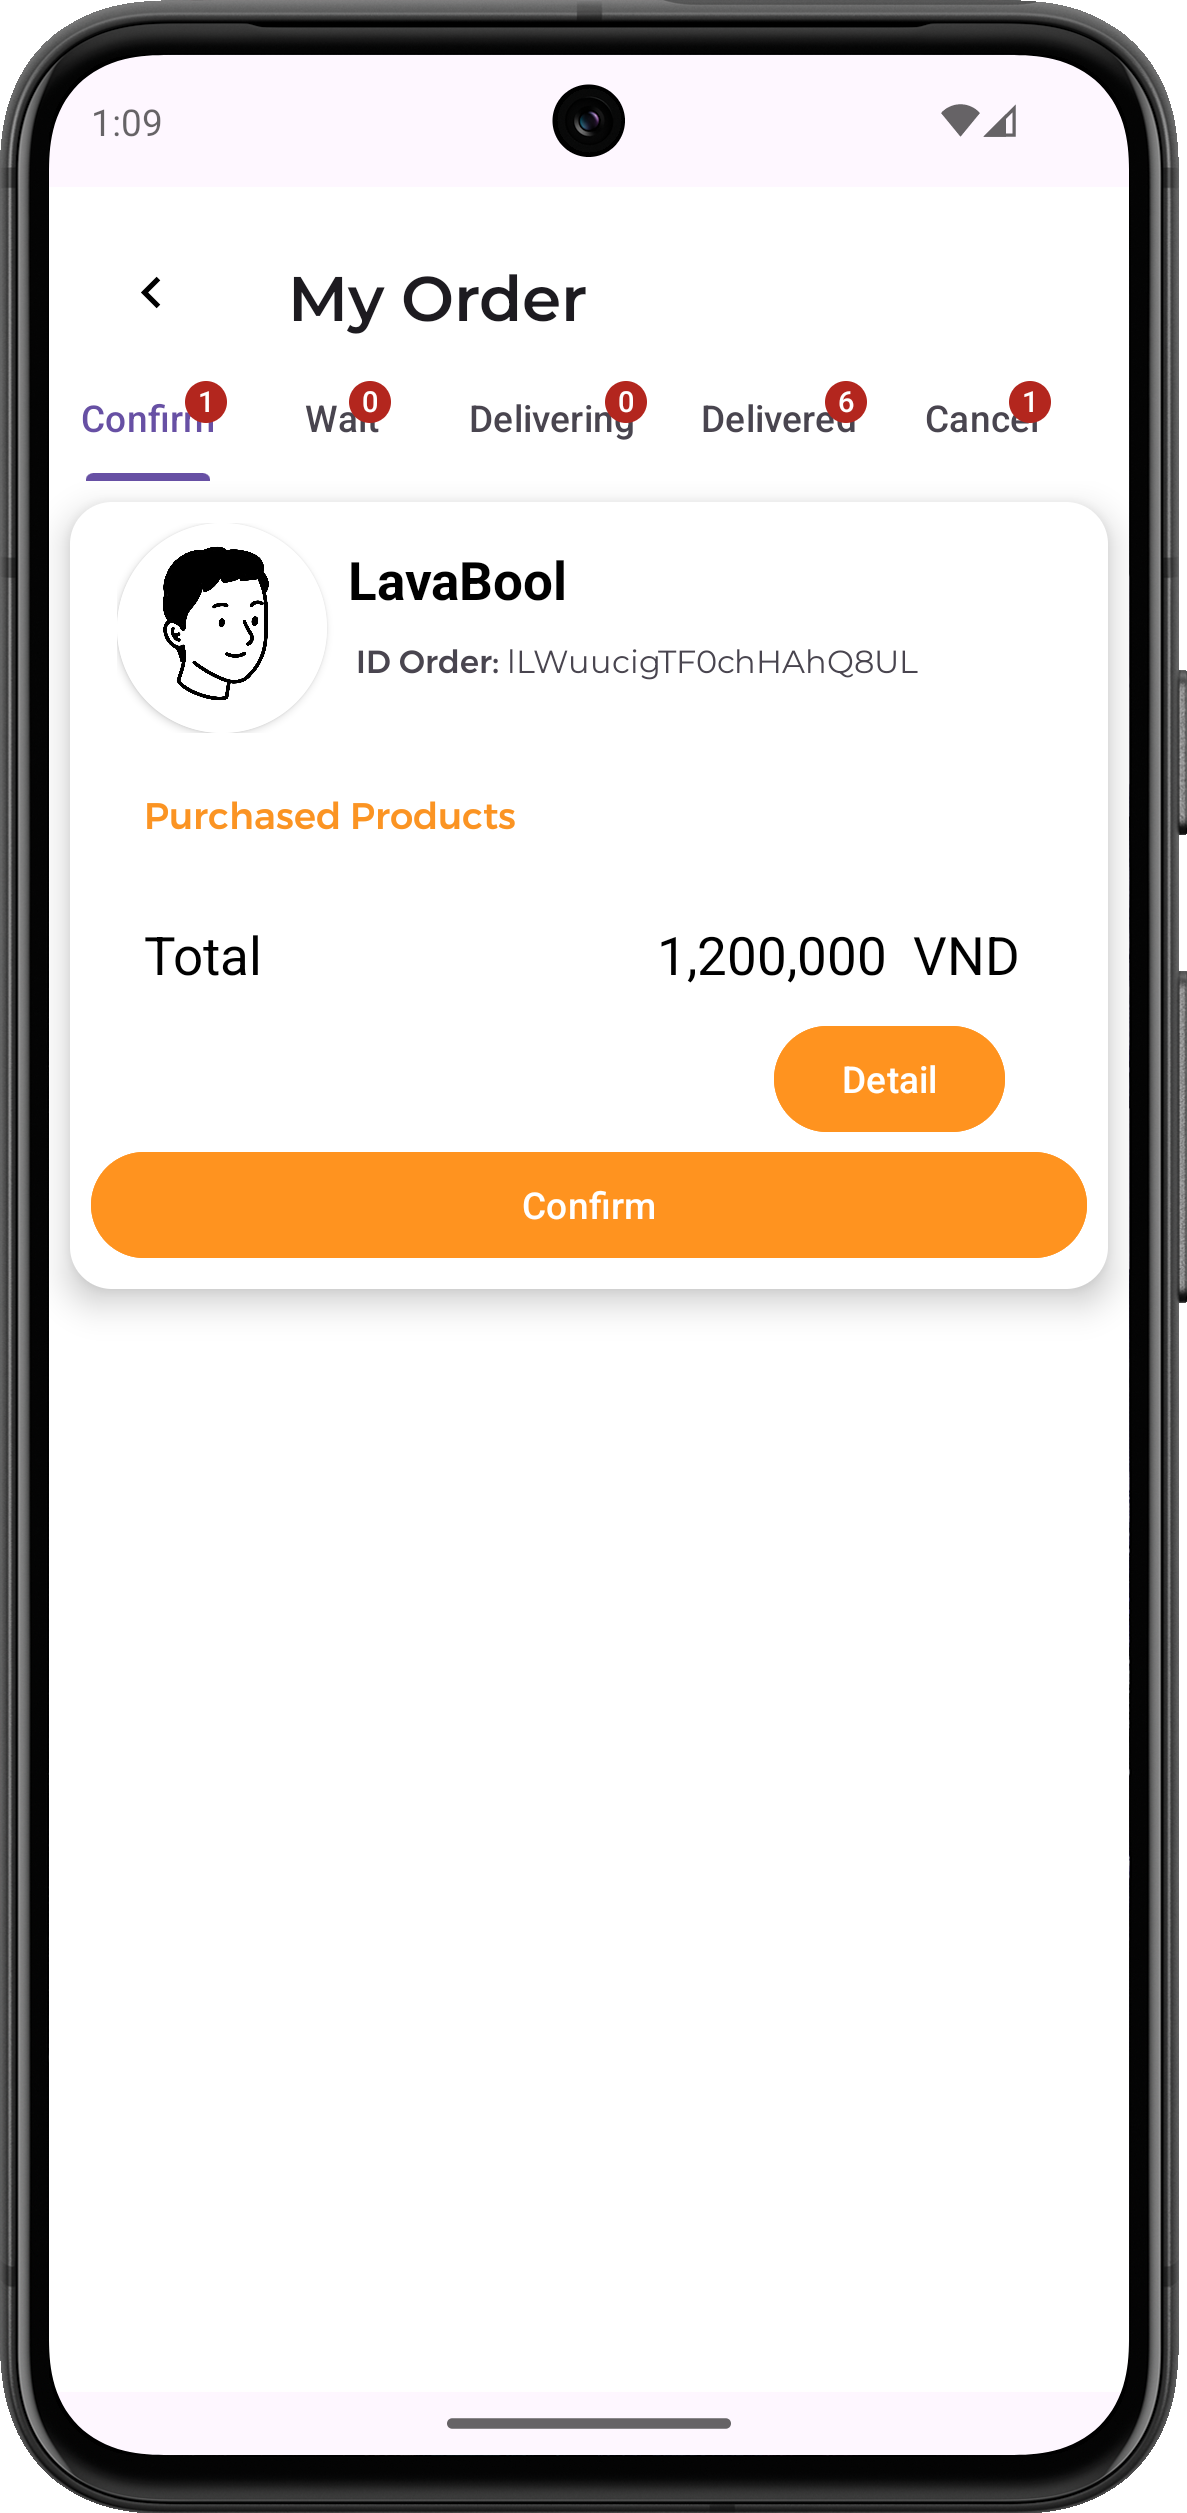 1:09
My Order
Confirm 1 Wait 0 Delivering 0 Delivered 6 Cancel 1
LavaBool
ID Order: lLWuucigTF0chHAhQ8UL
Purchased Products
Total 1,200,000 VND
Detail
Confirm